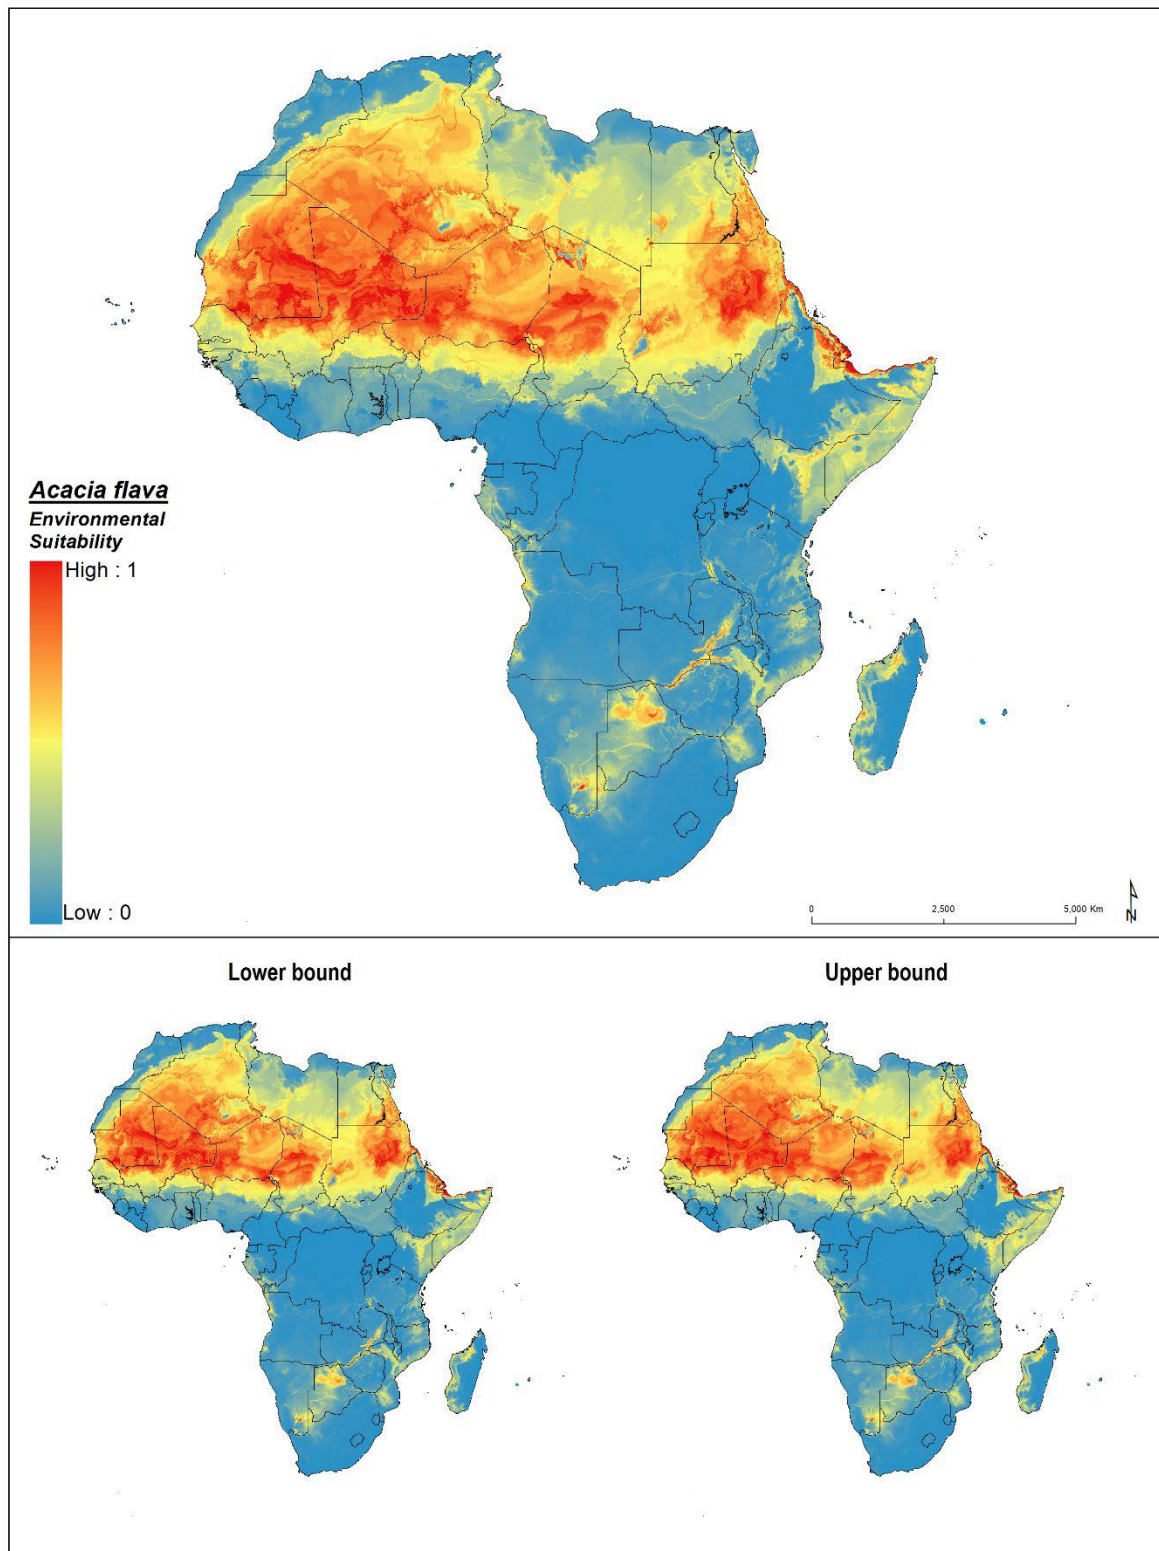 Acacia flava
Environmental
Suitability
High : 1
Low : 0
0 2,500 5,000 Km
N
Lower bound
Upper bound